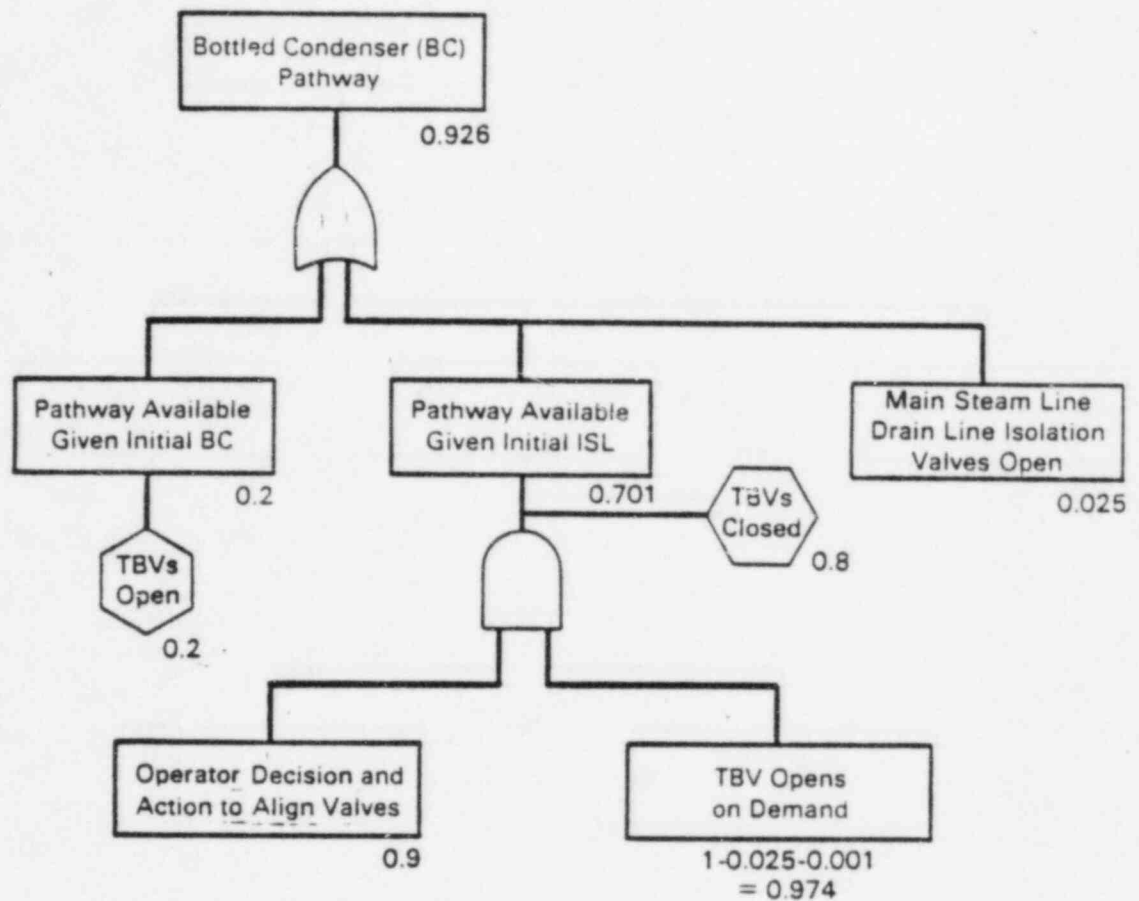 Bottled Condenser (BC)
Pathway
0.926
Pathway Available
Given Initial BC
0.2
Pathway Available
Given Initial ISL
0.701
Main Steam Line
Drain Line Isolation
Valves Open
0.025
TBVs
Closed
0.8
TBVs
Open
0.2
Operator Decision and
Action to Align Valves
0.9
TBV Opens
on Demand
1-0.025-0.001
= 0.974